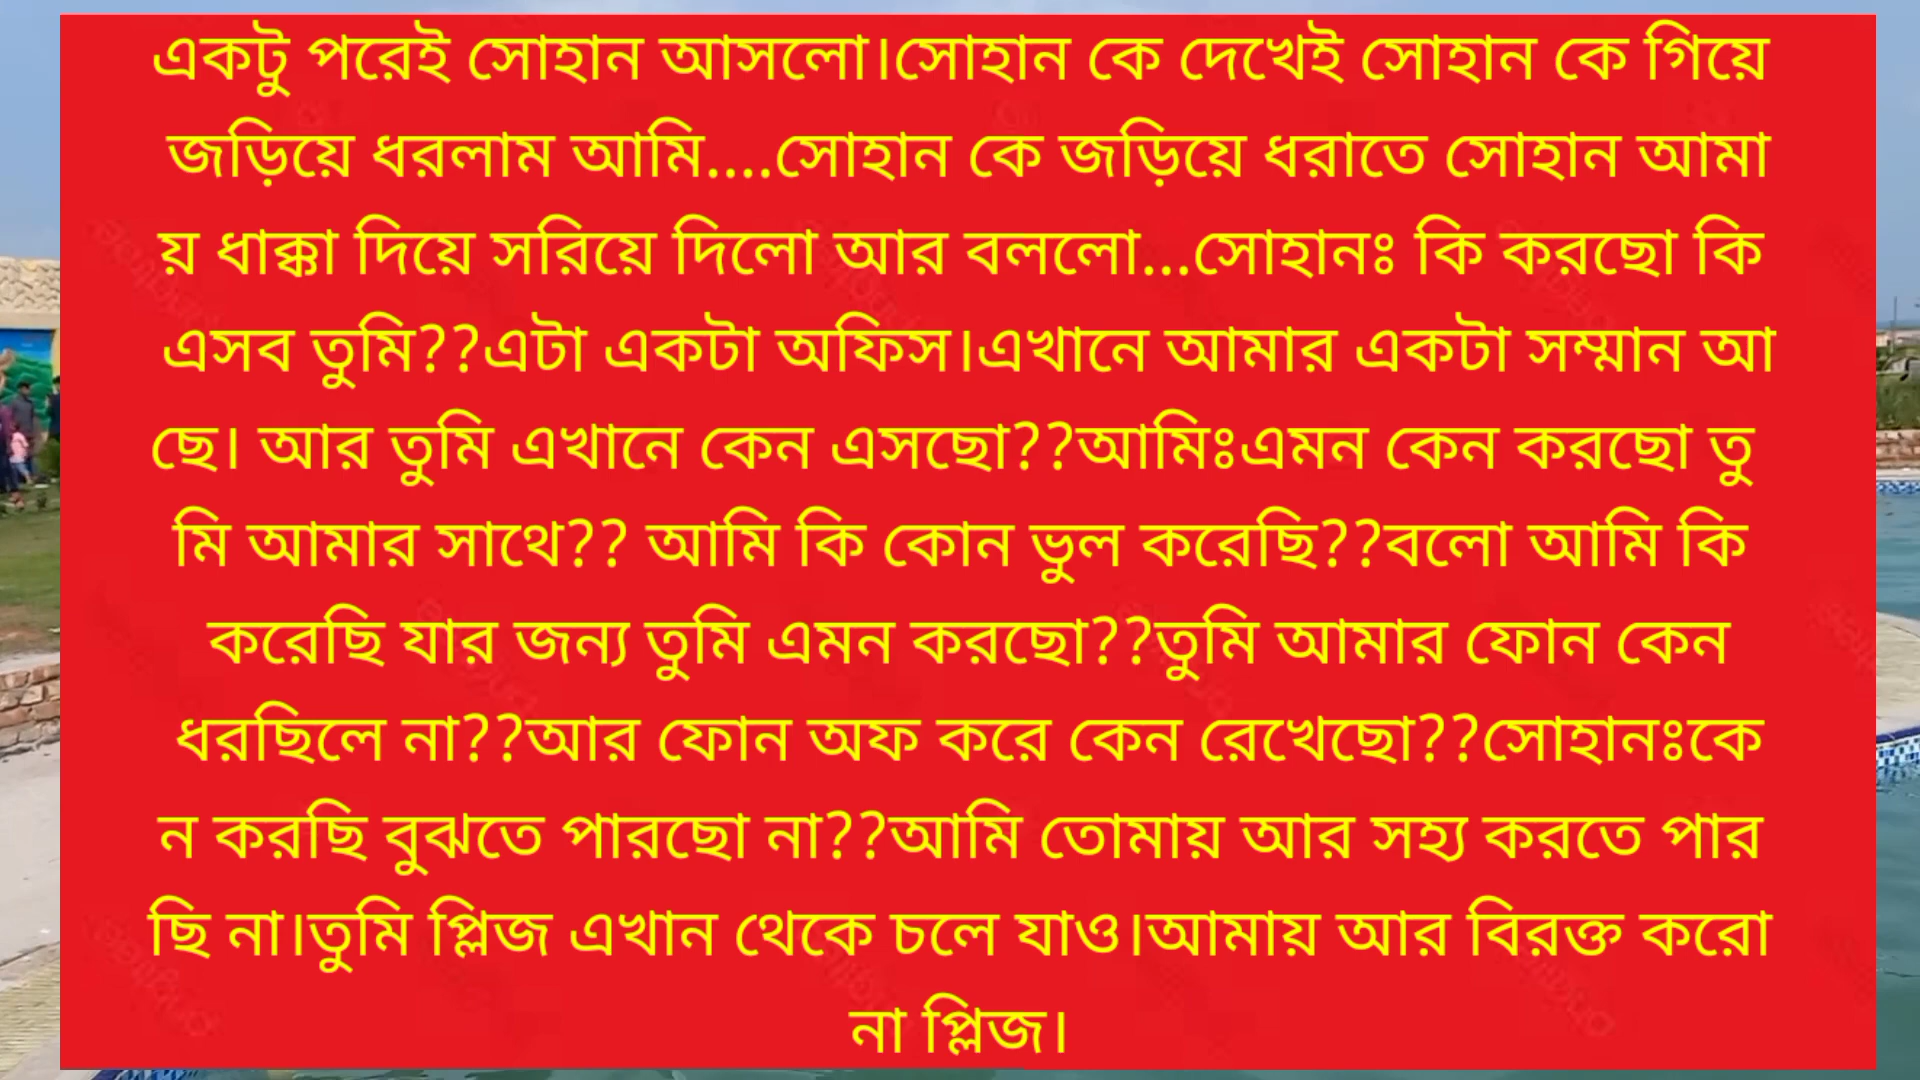 একটু পরেই সোহান আসলো।সোহান কে দেখেই সোহান কে গিয়ে
জড়িয়ে ধরলাম আমি....সোহান কে জড়িয়ে ধরাতে সোহান আমা
য় ধাক্কা দিয়ে সরিয়ে দিলো আর বললো...সোহানঃ কি করছো কি
এসব তুমি??এটা একটা অফিস।এখানে আমার একটা সম্মান আ
ছে। আর তুমি এখানে কেন এসছো??আমিঃএমন কেন করছো তু
মি আমার সাথে?? আমি কি কোন ভুল করেছি??বলো আমি কি
করেছি যার জন্য তুমি এমন করছো??তুমি আমার ফোন কেন
ধরছিলে না??আর ফোন অফ করে কেন রেখেছো??সোহানঃকে
ন করছি বুঝতে পারছো না??আমি তোমায় আর সহ্য করতে পার
ছি না।তুমি প্লিজ এখান থেকে চলে যাও।আমায় আর বিরক্ত করো
না প্লিজ।